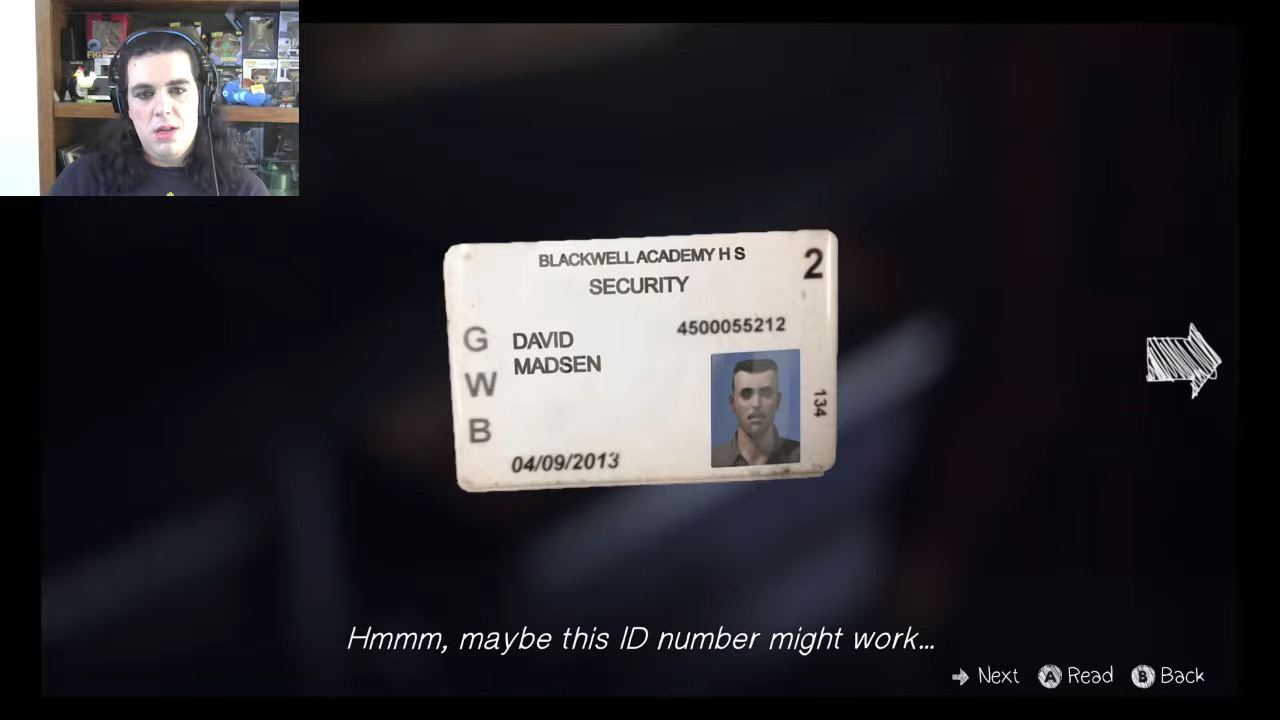 BLACKWELL ACADEMY H S
2
SECURITY
4500055212
G
DAVID
W
MADSEN
B
134
04/09/2013
Hmmm, maybe this ID number might work...
Next
A Read
B Back